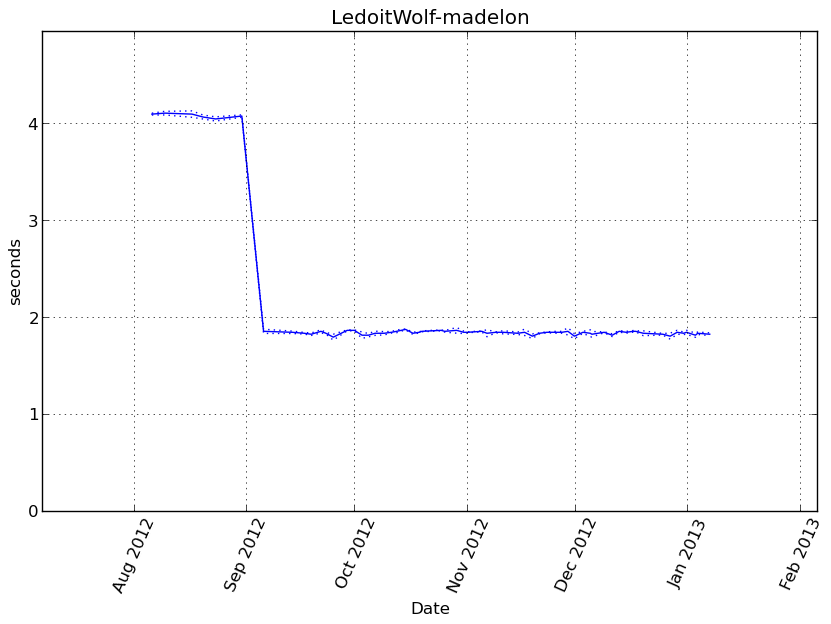 LedoitWolf-madelon
seconds
4
3
2
1
0
Aug 2012
Sep 2012
Oct 2012
Nov 2012
Dec 2012
Jan 2013
Feb 2013
Date